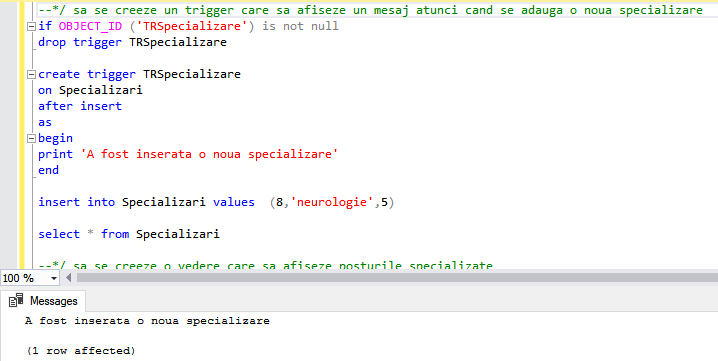 --*/ sa se creeze un trigger care sa afiseze un mesaj atunci cand se adauga o noua specializare
if OBJECT_ID ('TRSpecializare') is not null
drop trigger TRSpecializare
create trigger TRSpecializare
on Specializari
after insert
as
begin
print 'A fost inserata o noua specializare'
end
insert into Specializari values  (8,'neurologie',5)
select * from Specializari
--*/ sa se creeze o vedere care sa afiseze posturile specializate
100 %
Messages
A fost inserata o noua specializare
(1 row affected)